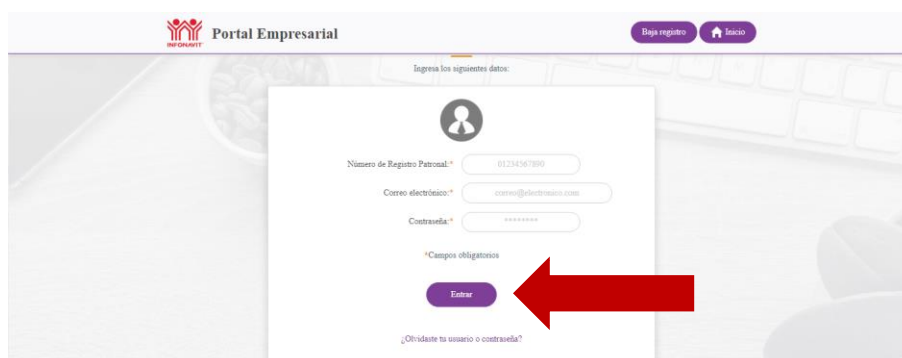 INFONAVIT
Portal Empresarial
Baja registro
Inicio
Ingresa los siguientes datos:
Número de Registro Patronal:* 01234567890
Correo electrónico:* correo@electronico.com
Contraseña:* ********
*Campos obligatorios
Entrar
¿Olvidaste tu usuario o contraseña?